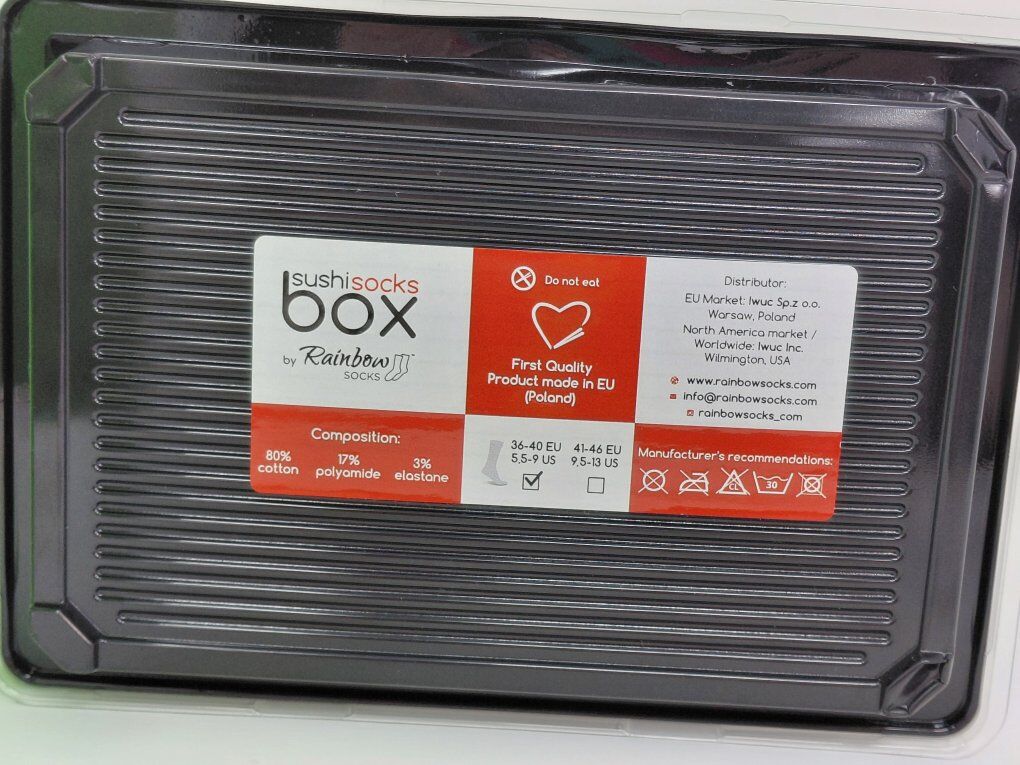 sushisocks
box
by Rainbow
SOCKS
Do not eat
First Quality
Product made in EU
(Poland)
Distributor:
EU Market: Iwuc Sp.z o.o.
Warsaw, Poland
North America market /
Worldwide: Iwuc Inc.
Wilmington, USA
www.rainbowsocks.com
info@rainbowsocks.com
rainbowsocks_com
Composition:
80% 17% 3%
cotton polyamide elastane
36-40 EU 41-46 EU
5,5-9 US 9,5-13 US
Manufacturer's recommendations:
CL 30